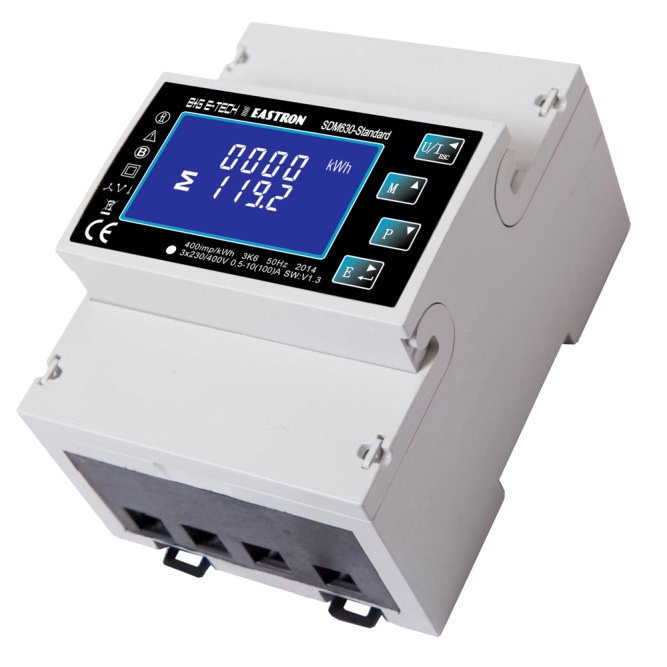 B+G E-TECH EASTRON SDM630-Standard
0000 kWh
Σ 119.2
U/I ESC
M
P
E
B
CE
400imp/kWh 3K6 50Hz 2014
3x230/400V 0,5-10(100)A SW:V1.3